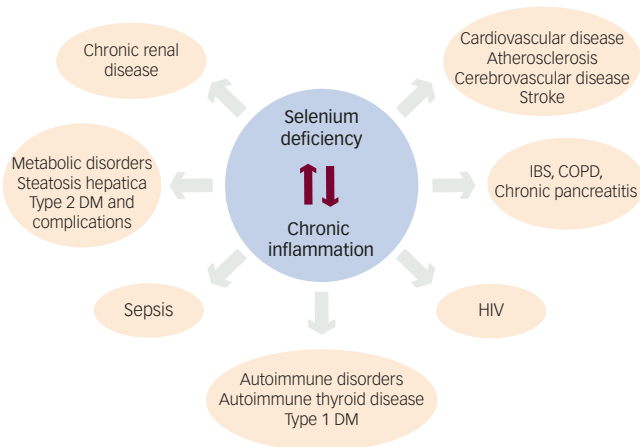 Chronic renal
disease
Cardiovascular disease
Atherosclerosis
Cerebrovascular disease
Stroke
Selenium
deficiency
Chronic
inflammation
Metabolic disorders
Steatosis hepatica
Type 2 DM and
complications
IBS, COPD,
Chronic pancreatitis
Sepsis
HIV
Autoimmune disorders
Autoimmune thyroid disease
Type 1 DM